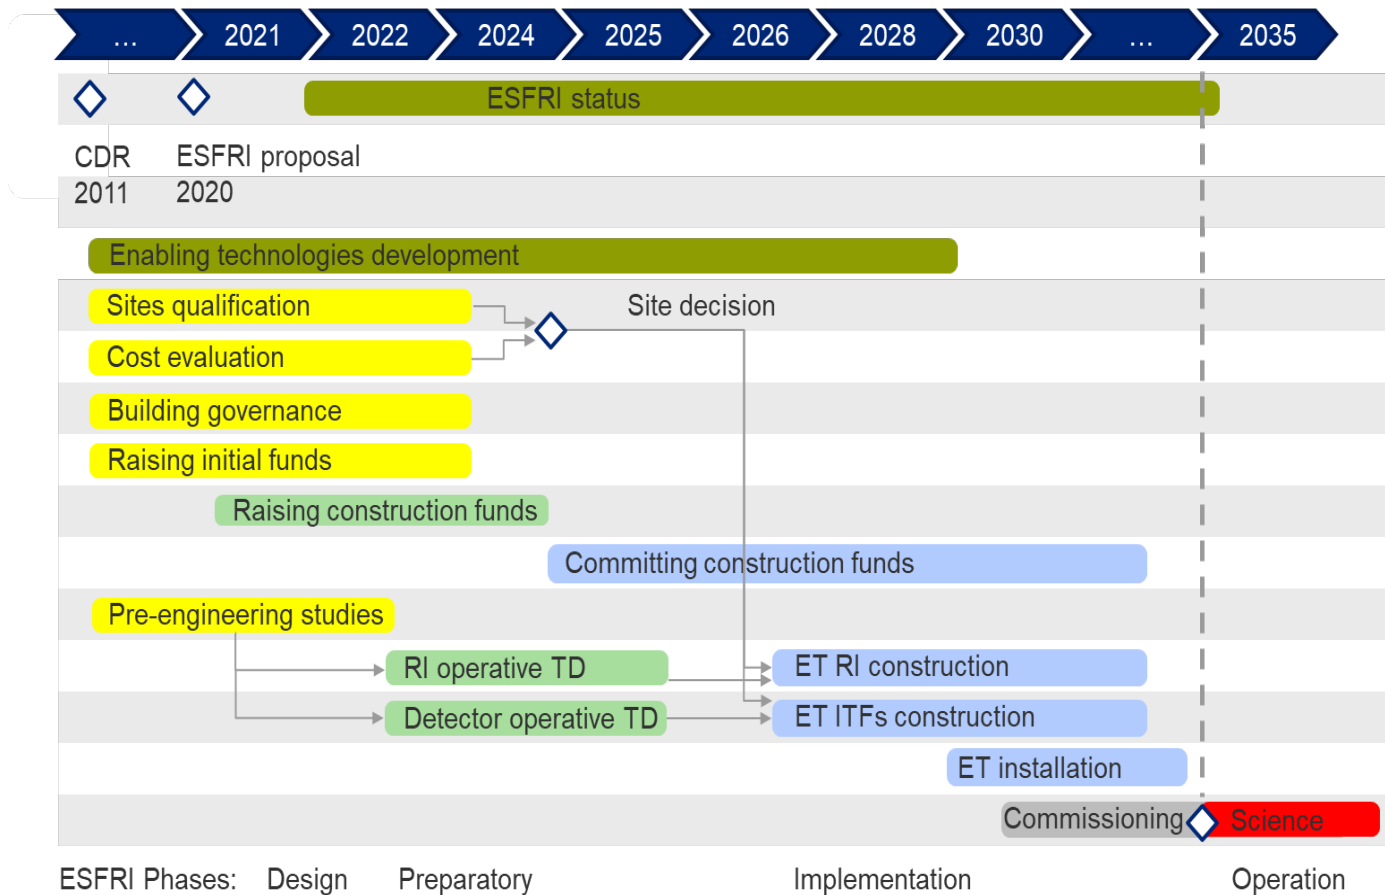 ... 2021 2022 2024 2025 2026 2028 2030 ... 2035
ESFRI status
CDR ESFRI proposal
2011 2020
Enabling technologies development
Sites qualification Site decision
Cost evaluation
Building governance
Raising initial funds
Raising construction funds
Committing construction funds
Pre-engineering studies
RI operative TD ET RI construction
Detector operative TD ET ITFs construction
ET installation
Commissioning Science
ESFRI Phases: Design Preparatory Implementation Operation